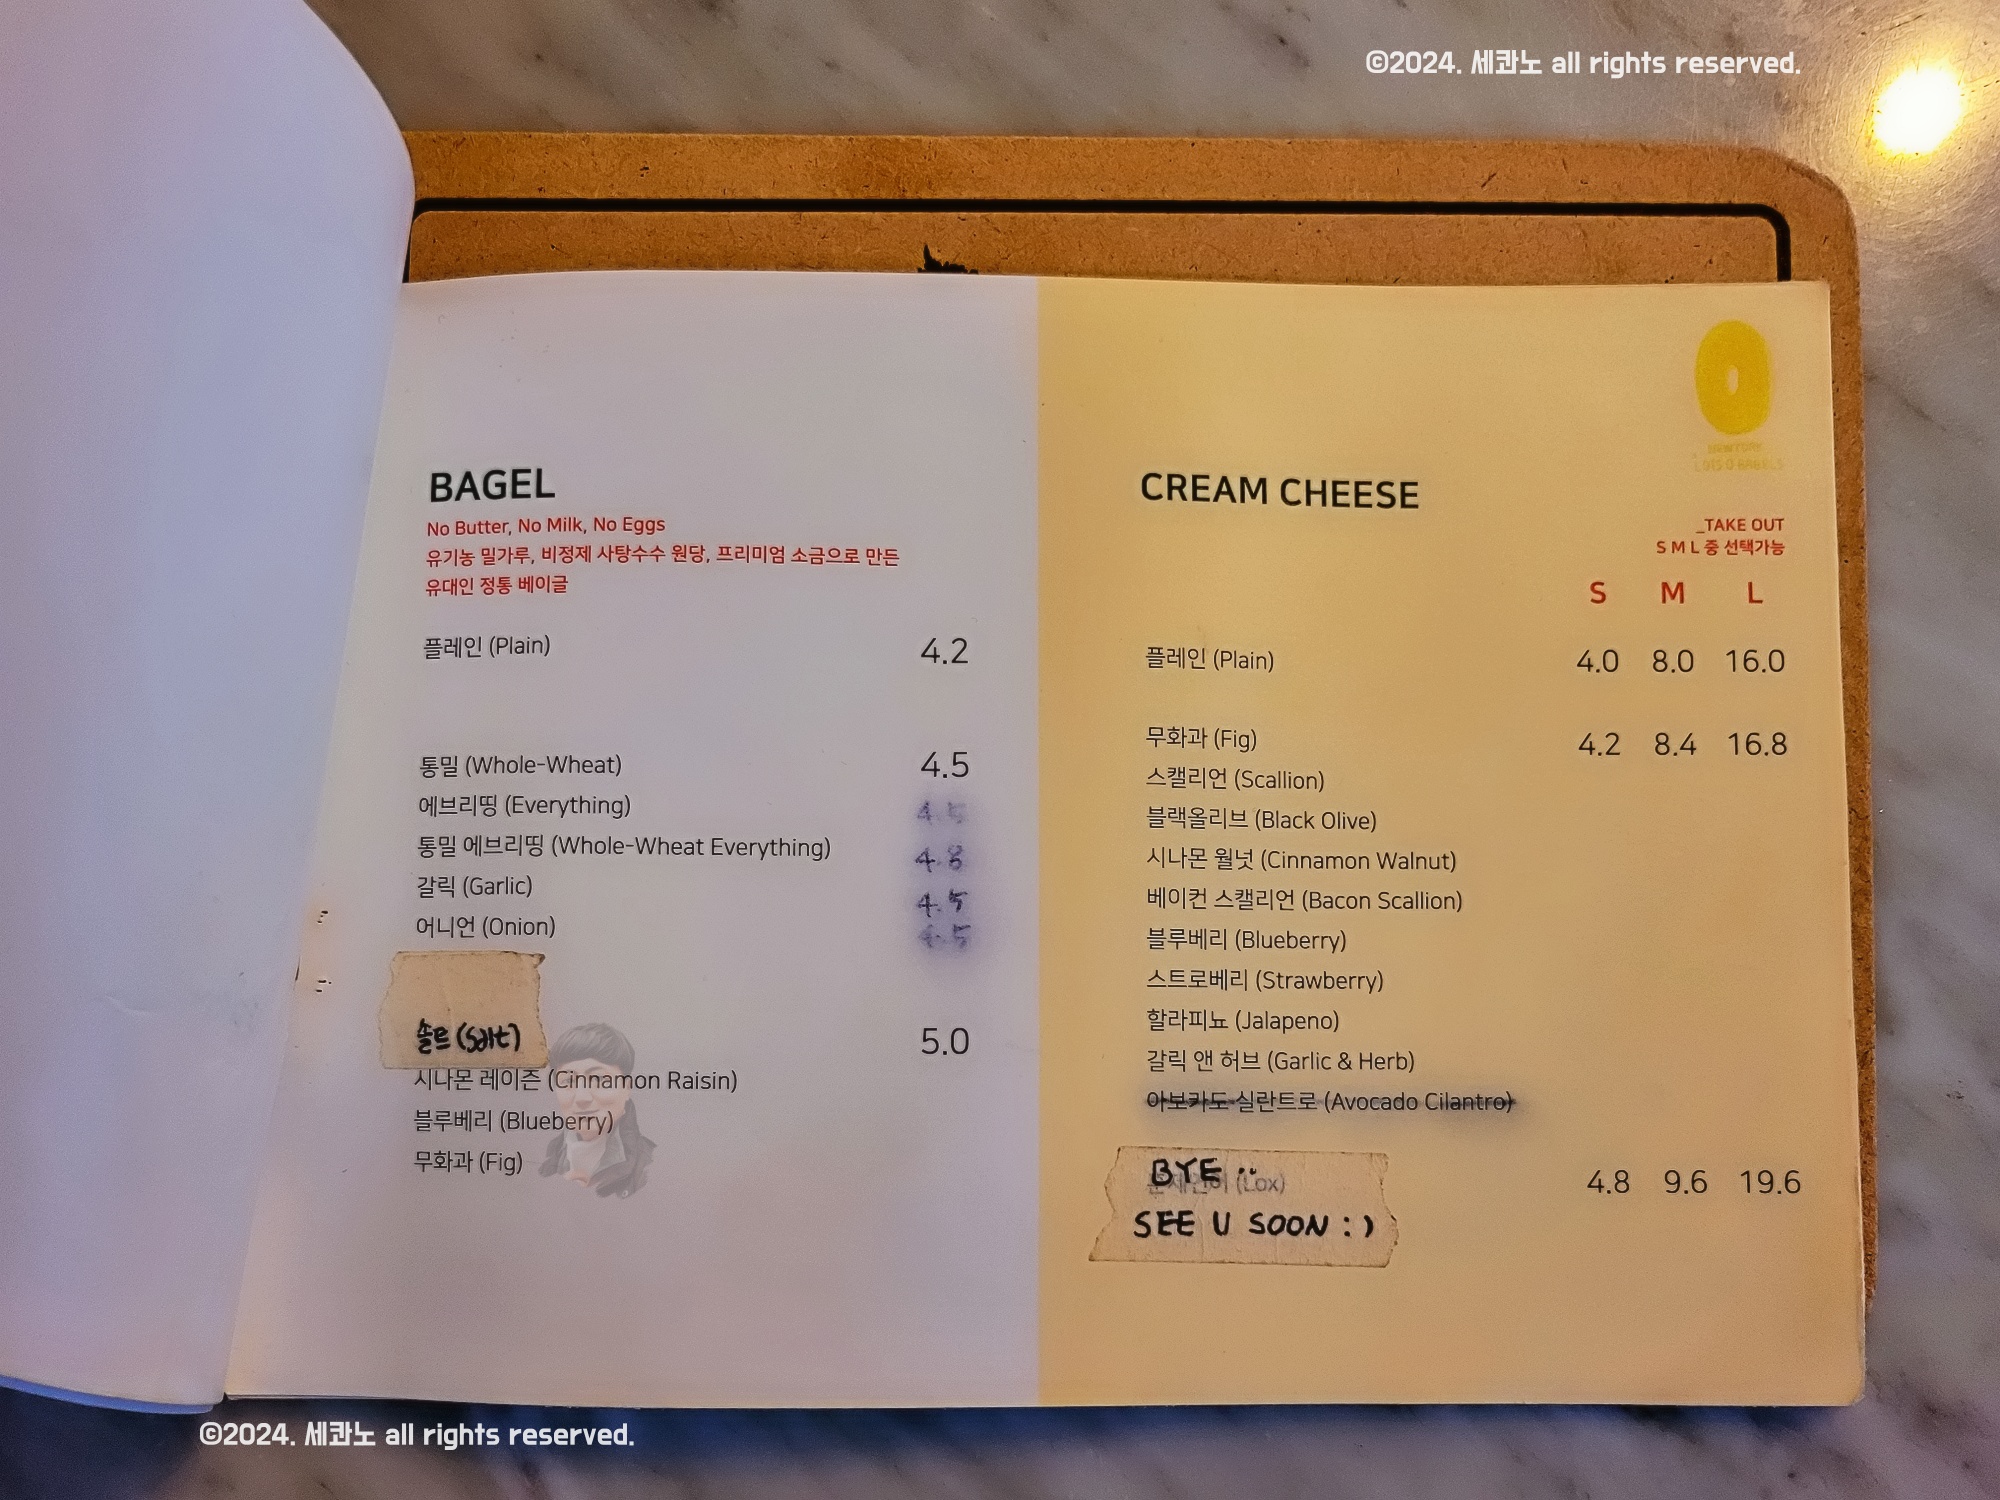 ©2024. 세콰노 all rights reserved.
BAGEL
No Butter, No Milk, No Eggs
유기농 밀가루, 비정제 사탕수수 원당, 프리미엄 소금으로 만든
유대인 정통 베이글
플레인 (Plain) 4.2
통밀 (Whole-Wheat) 4.5
에브리띵 (Everything) 4.5
통밀 에브리띵 (Whole-Wheat Everything) 4.8
갈릭 (Garlic) 4.5
어니언 (Onion) 4.5
솔트 (Salt) 5.0
시나몬 레이즌 (Cinnamon Raisin)
블루베리 (Blueberry)
무화과 (Fig)
NEWYORK
LOTS O BAGELS
CREAM CHEESE
_TAKE OUT
S M L 중 선택가능
S M L
플레인 (Plain) 4.0 8.0 16.0
무화과 (Fig) 4.2 8.4 16.8
스캘리언 (Scallion)
블랙올리브 (Black Olive)
시나몬 월넛 (Cinnamon Walnut)
베이컨 스캘리언 (Bacon Scallion)
블루베리 (Blueberry)
스트로베리 (Strawberry)
할라피뇨 (Jalapeno)
갈릭 앤 허브 (Garlic & Herb)
아보카도 실란트로 (Avocado Cilantro)
BYE ..
(Lox) 4.8 9.6 19.6
SEE U SOON : )
©2024. 세콰노 all rights reserved.